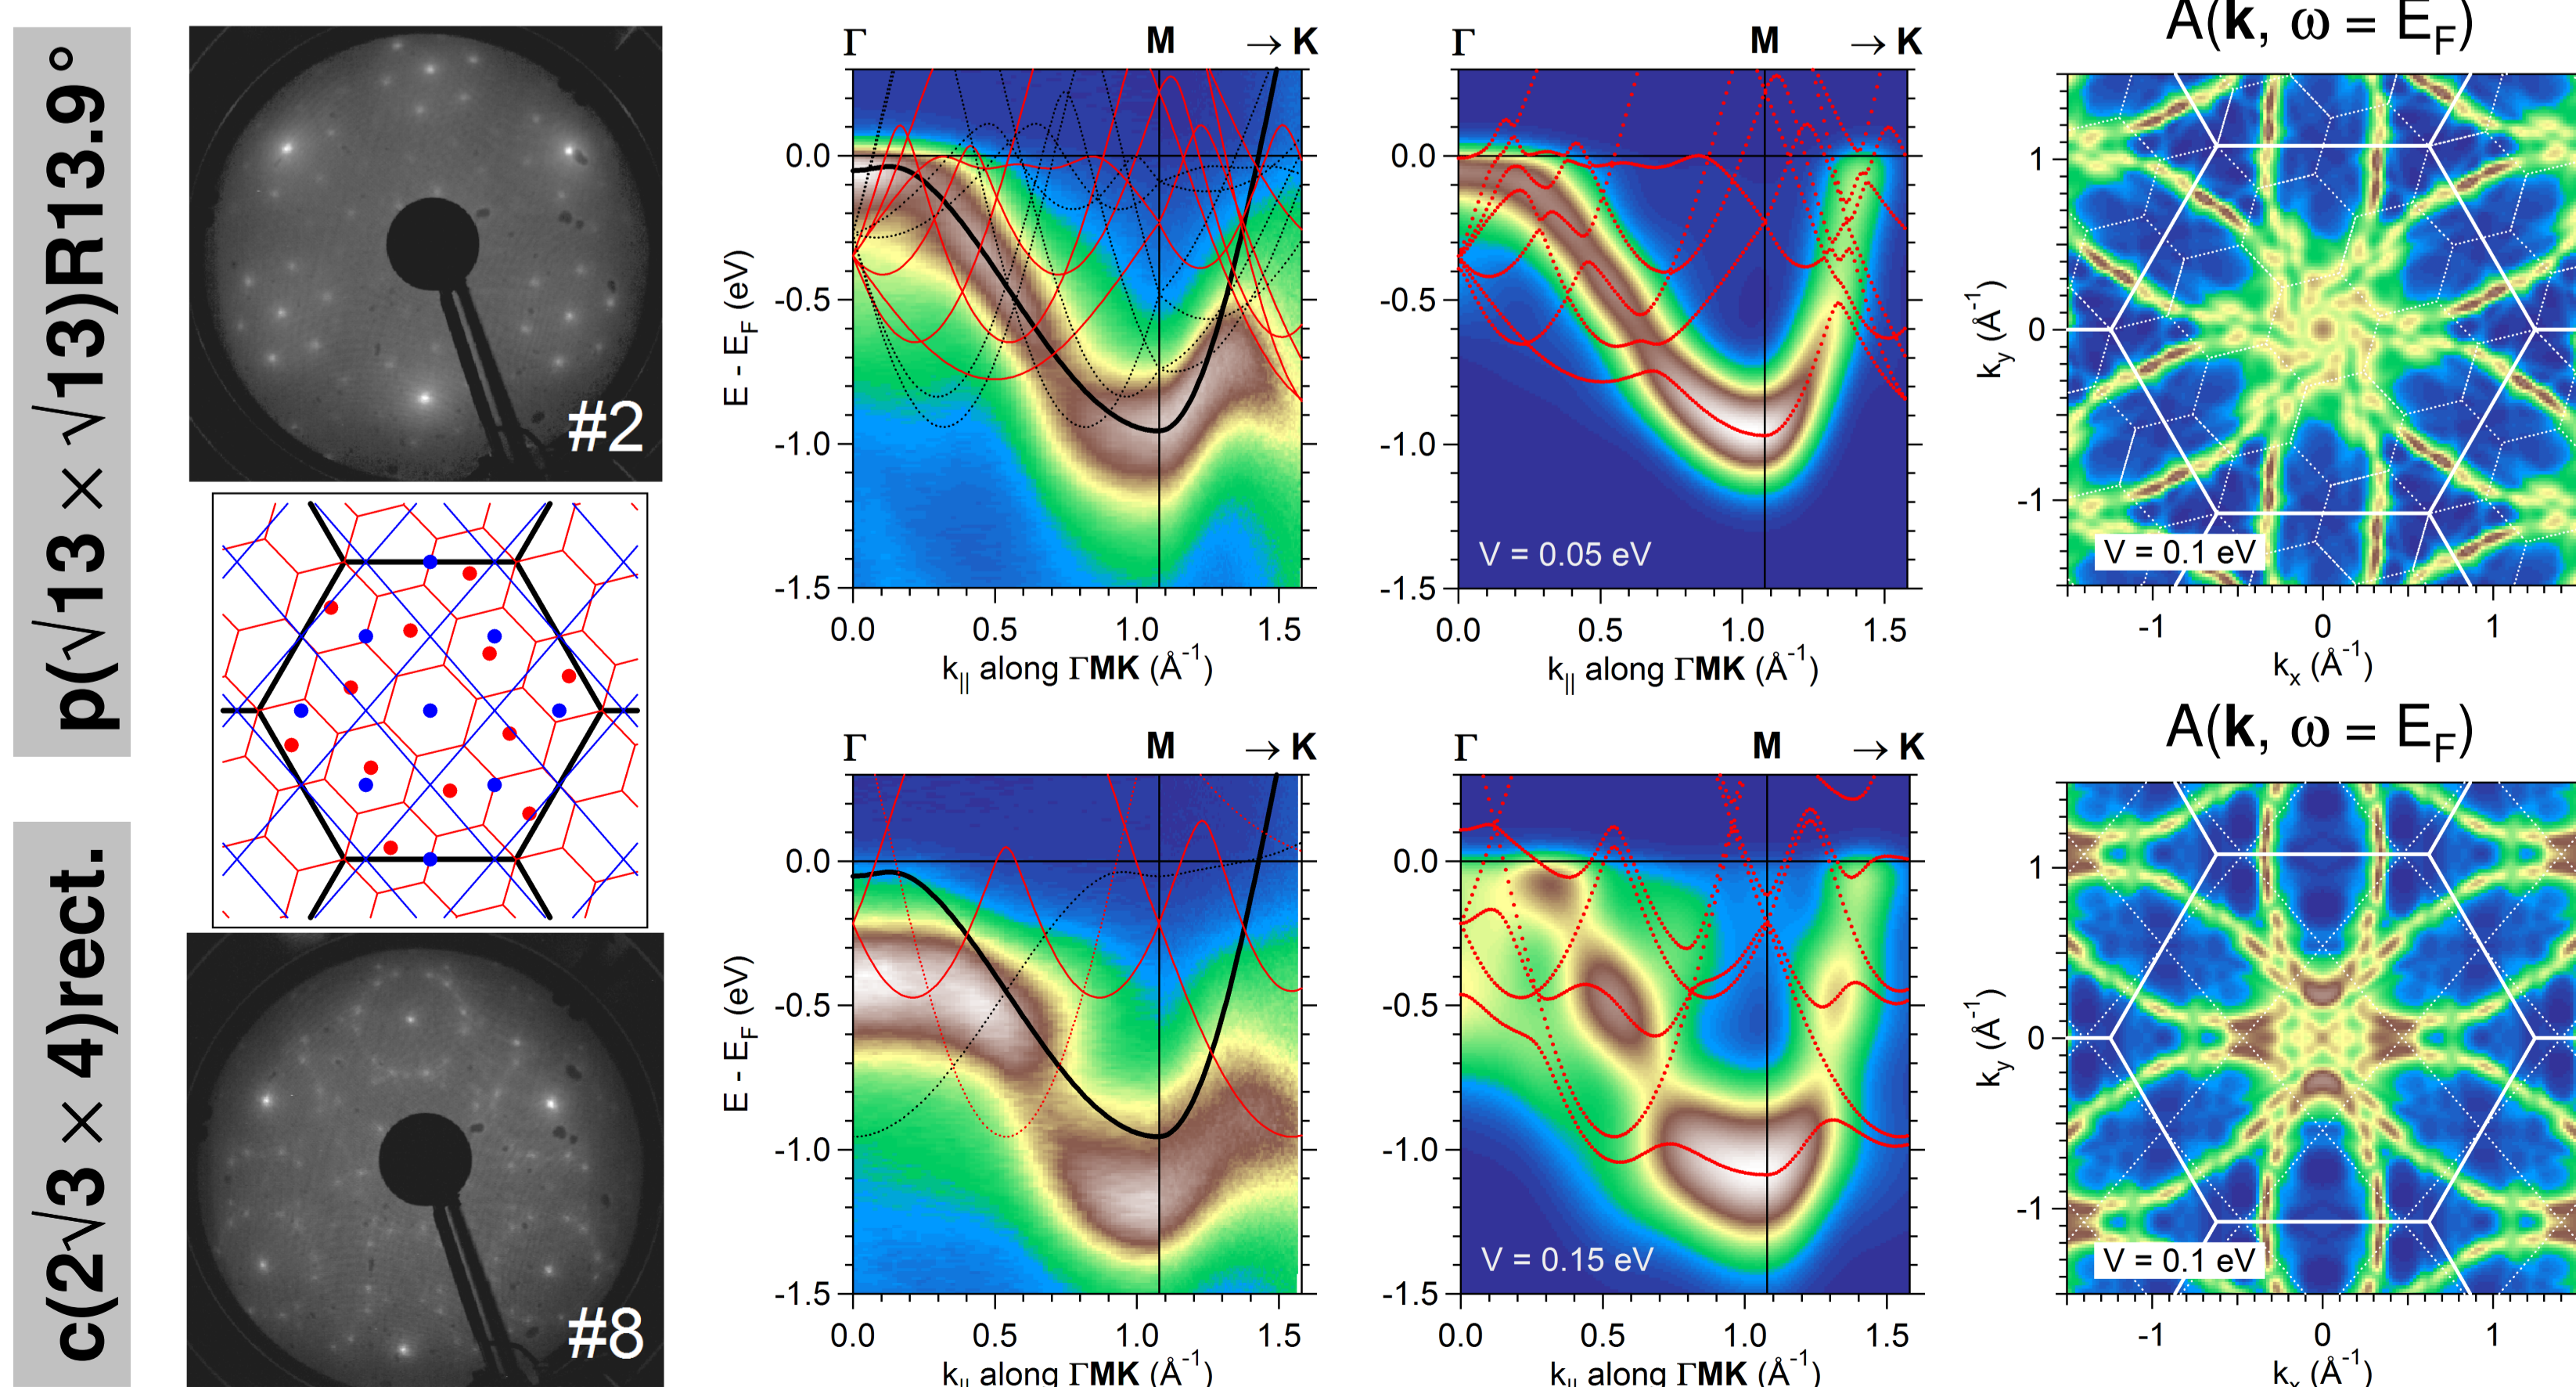 p(√13 × √13)R13.9°
#2
Γ M → K
0.0
-0.5
-1.0
-1.5
E - E_F (eV)
0.0 0.5 1.0 1.5
k_|| along ΓMK (Å⁻¹)
Γ M → K
0.0
-0.5
-1.0
-1.5
V = 0.05 eV
0.0 0.5 1.0 1.5
k_|| along ΓMK (Å⁻¹)
A(k, ω = E_F)
1
0
-1
k_y (Å⁻¹)
V = 0.1 eV
-1 0 1
k_x (Å⁻¹)
c(2√3 × 4)rect.
#8
Γ M → K
0.0
-0.5
-1.0
-1.5
E - E_F (eV)
0.0 0.5 1.0 1.5
k_|| along ΓMK (Å⁻¹)
Γ M → K
0.0
-0.5
-1.0
-1.5
V = 0.15 eV
0.0 0.5 1.0 1.5
k_|| along ΓMK (Å⁻¹)
A(k, ω = E_F)
1
0
-1
k_y (Å⁻¹)
V = 0.1 eV
-1 0 1
k_x (Å⁻¹)